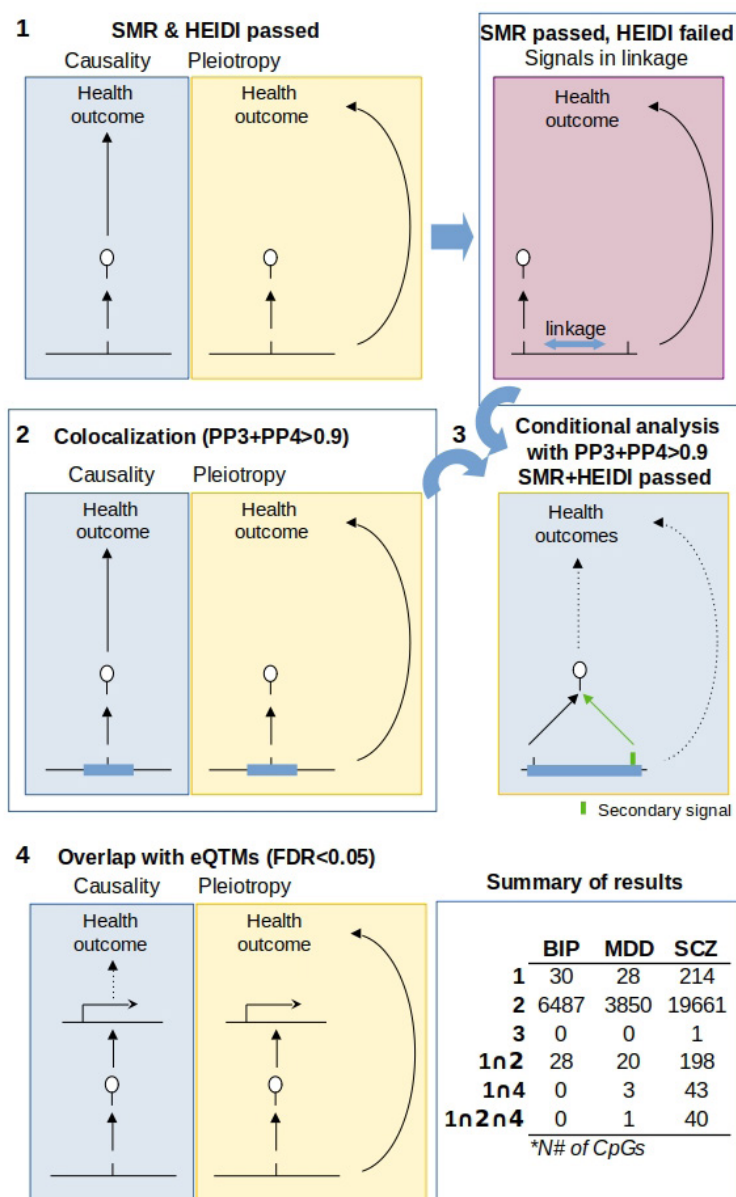 1 SMR & HEIDI passed
Causality Pleiotropy
Health outcome
Health outcome
SMR passed, HEIDI failed
Signals in linkage
Health outcome
linkage
2 Colocalization (PP3+PP4>0.9)
Causality Pleiotropy
Health outcome
Health outcome
3 Conditional analysis
with PP3+PP4>0.9
SMR+HEIDI passed
Health outcomes
Secondary signal
4 Overlap with eQTMs (FDR<0.05)
Causality Pleiotropy
Health outcome
Health outcome
Summary of results
BIP MDD SCZ
1 30 28 214
2 6487 3850 19661
3 0 0 1
1∩2 28 20 198
1∩4 0 3 43
1∩2∩4 0 1 40
*N# of CpGs